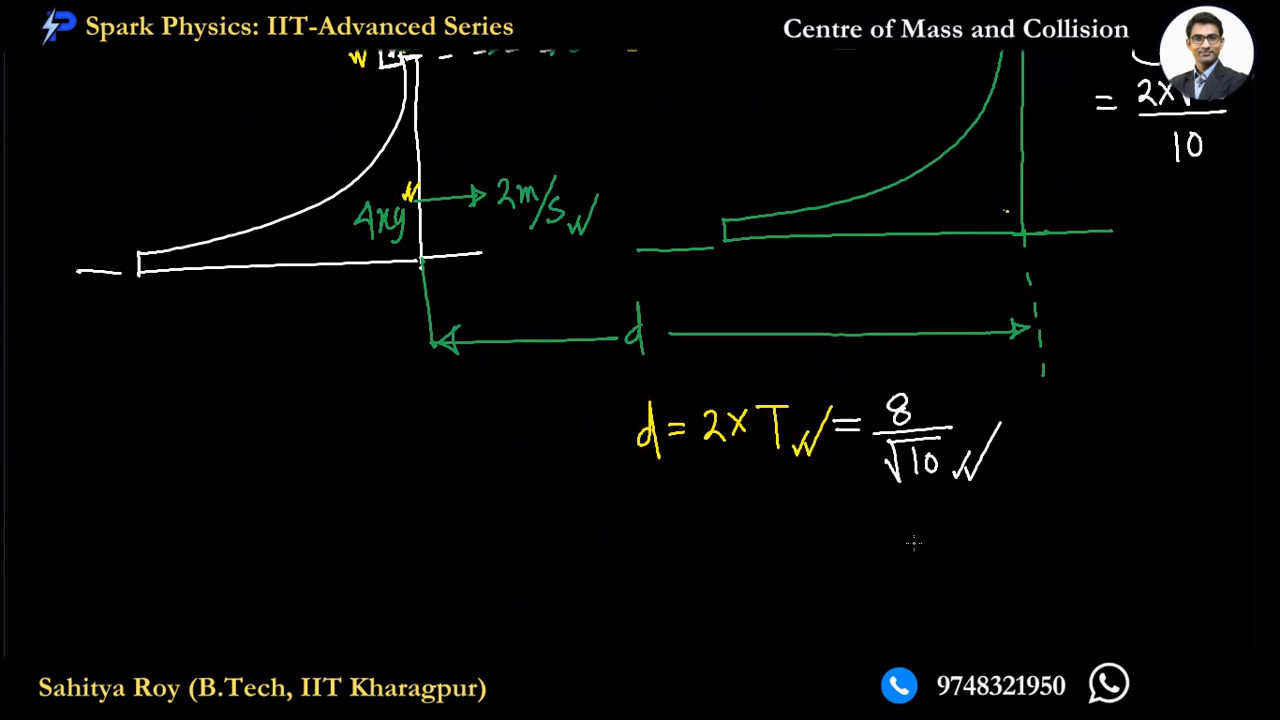 Spark Physics: IIT-Advanced Series
Centre of Mass and Collision
= 2×√
10
4kg
2m/s
d
d = 2 × T = 8/√10
Sahitya Roy (B.Tech, IIT Kharagpur)
9748321950